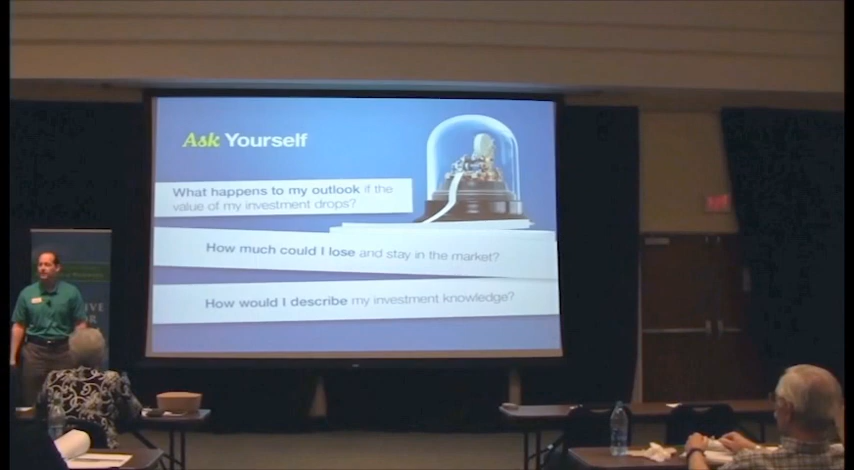 Ask Yourself
What happens to my outlook if the
value of my investment drops?
How much could I lose and stay in the market?
How would I describe my investment knowledge?